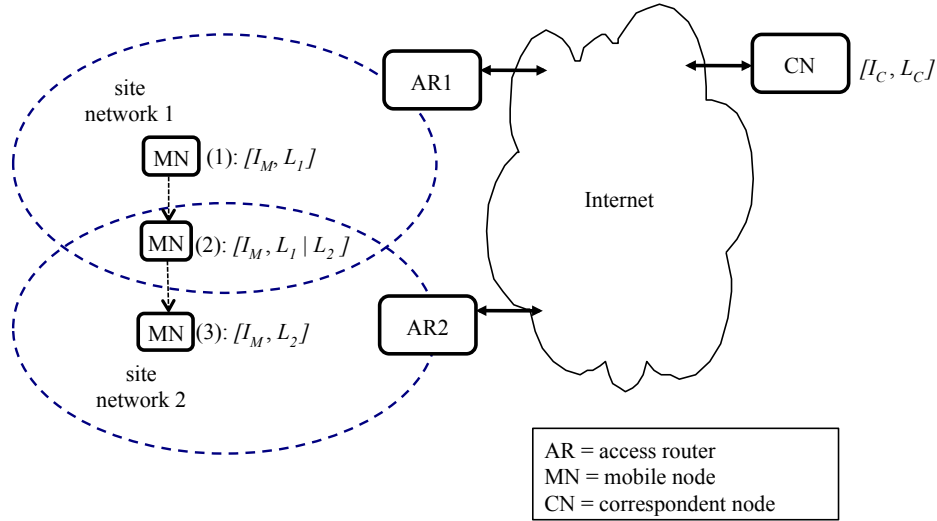 site
network 1
MN
(1): [I_M, L_1]
MN
(2): [I_M, L_1 | L_2 ]
MN
(3): [I_M, L_2]
site
network 2
AR1
AR2
Internet
CN
[I_C, L_C]
AR = access router
MN = mobile node
CN = correspondent node